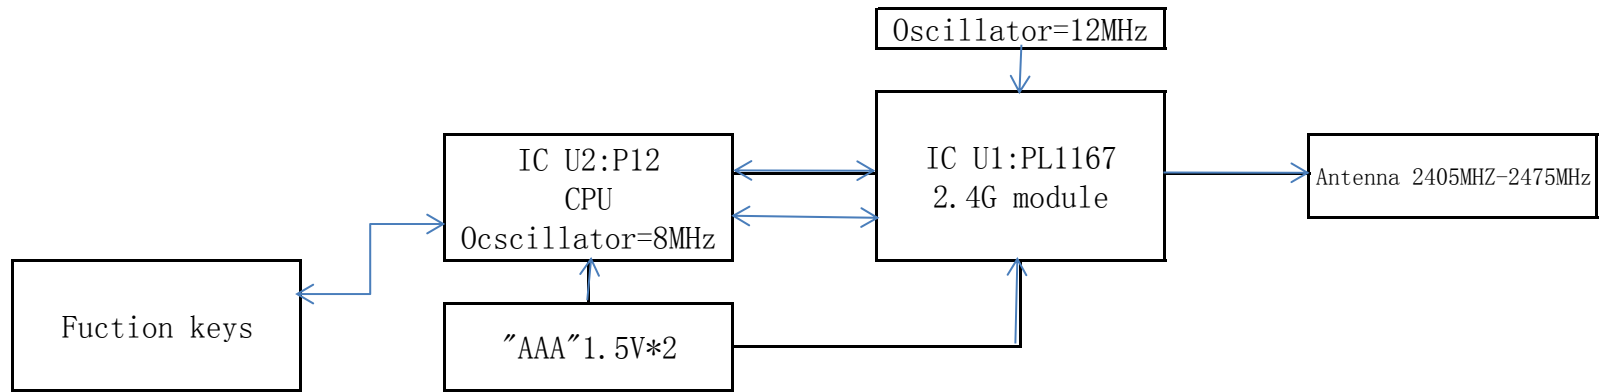 Oscillator=12MHz
IC U2:P12
CPU
Ocscillator=8MHz
IC U1:PL1167
2.4G module
Antenna 2405MHZ-2475MHz
Fuction keys
"AAA"1.5V*2